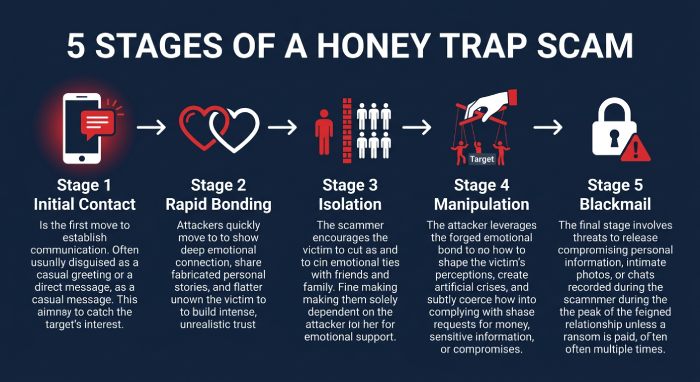 5 STAGES OF A HONEY TRAP SCAM
Stage 1
Initial Contact
Is the first move to
establish
communication. Often
usunlly disguised as a
casual greeting or a
direct message, as a
casual message. This
aimnay to catch the
target's interest.
Stage 2
Rapid Bonding
Attackers quickly
move to to show
deep emotional
connection, share
fabricated personal
stories, and flatter
unown the victim to
to build intense,
unrealistic trust
Stage 3
Isolation
The scammer
encourages the
victim to cut as and
to cin emotional ties
with friends and
family. Fine making
making them solely
dependent on the
attacker for her for
emotional support.
Target
Stage 4
Manipulation
The attacker leverages
the forged emotional
bond to no how to
shape the victim's
perceptions, create
artificial crises, and
subtly coerce how into
complying with shase
requests for money,
sensitive information,
or compromises.
Stage 5
Blackmail
The final stage involves
threats to release
compromising personal
information, intimate
photos, or chats
recorded during the
scamnmer during the
the peak of the feigned
relationship unless a
ransom is paid, of ten
often multiple times.